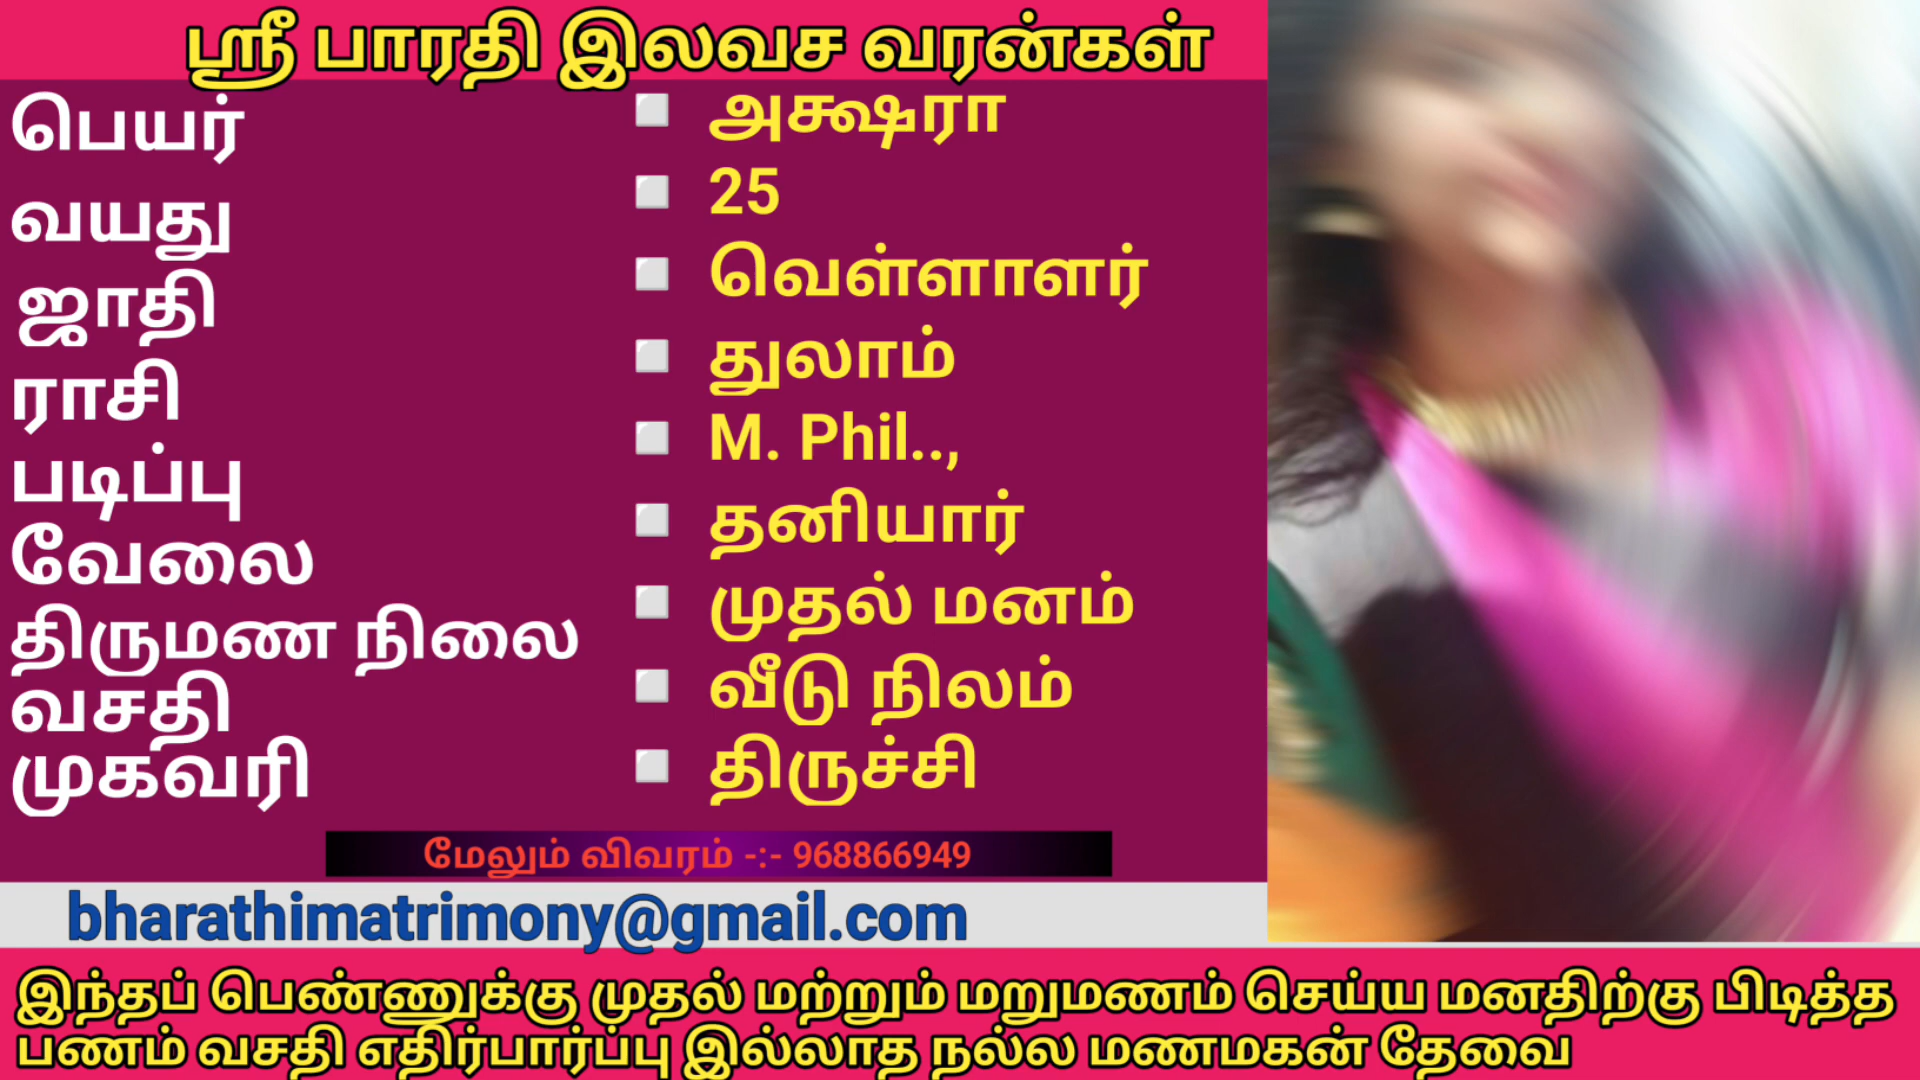 ஸ்ரீ பாரதி இலவச வரன்கள்
பெயர் ◽ அக்ஷரா
வயது ◽ 25
ஜாதி ◽ வெள்ளாளர்
ராசி ◽ துலாம்
படிப்பு ◽ M. Phil..,
வேலை ◽ தனியார்
திருமண நிலை ◽ முதல் மனம்
வசதி ◽ வீடு நிலம்
முகவரி ◽ திருச்சி
மேலும் விவரம் -:- 968866949
bharathimatrimony@gmail.com
இந்தப் பெண்ணுக்கு முதல் மற்றும் மறுமணம் செய்ய மனதிற்கு பிடித்த
பணம் வசதி எதிர்பார்ப்பு இல்லாத நல்ல மணமகன் தேவை